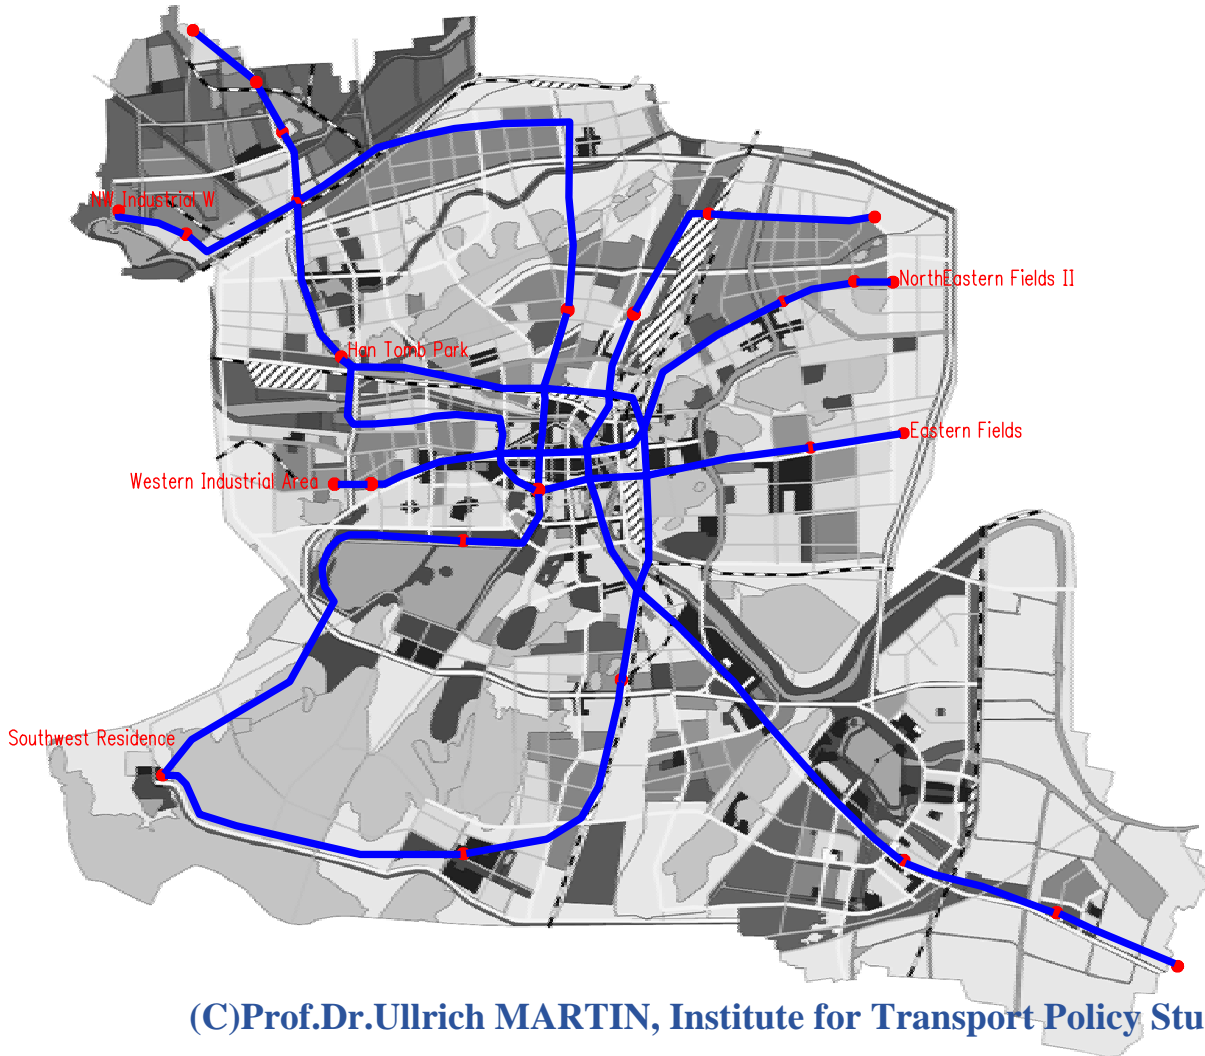 NW Industrial W
NorthEastern Fields II
Han Tomb Park
Eastern Fields
Western Industrial Area
Southwest Residence
(C)Prof.Dr.Ullrich MARTIN, Institute for Transport Policy Stu